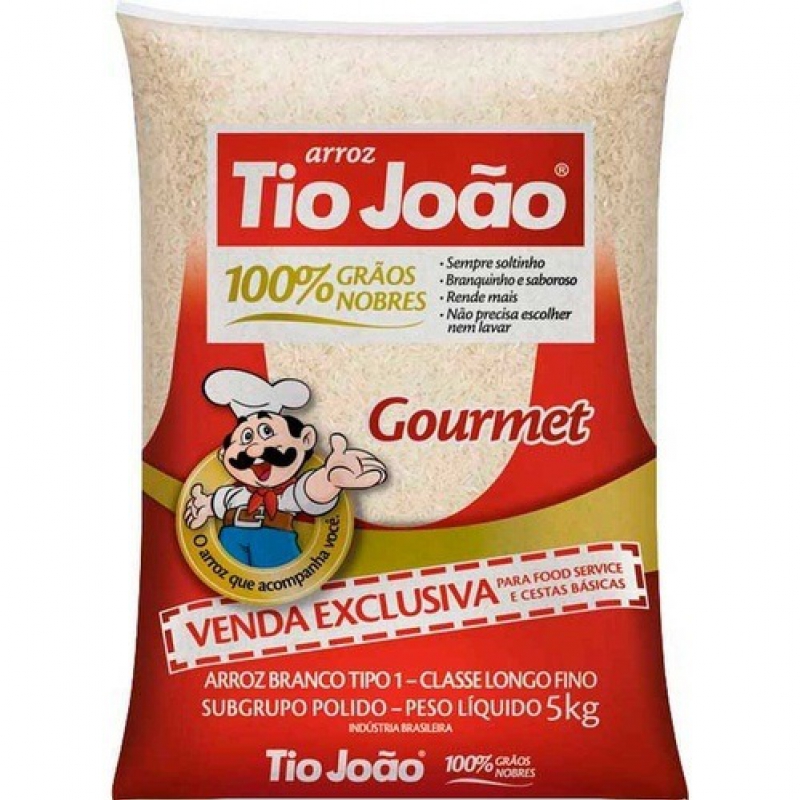 arroz
Tio João®
100% GRÃOS NOBRES
• Sempre soltinho
• Branquinho e saboroso
• Rende mais
• Não precisa escolher
nem lavar
Gourmet
O arroz que acompanha você.
VENDA EXCLUSIVA PARA FOOD SERVICE
E CESTAS BÁSICAS
ARROZ BRANCO TIPO 1 – CLASSE LONGO FINO
SUBGRUPO POLIDO – PESO LÍQUIDO 5kg
INDÚSTRIA BRASILEIRA
Tio João® 100% GRÃOS NOBRES